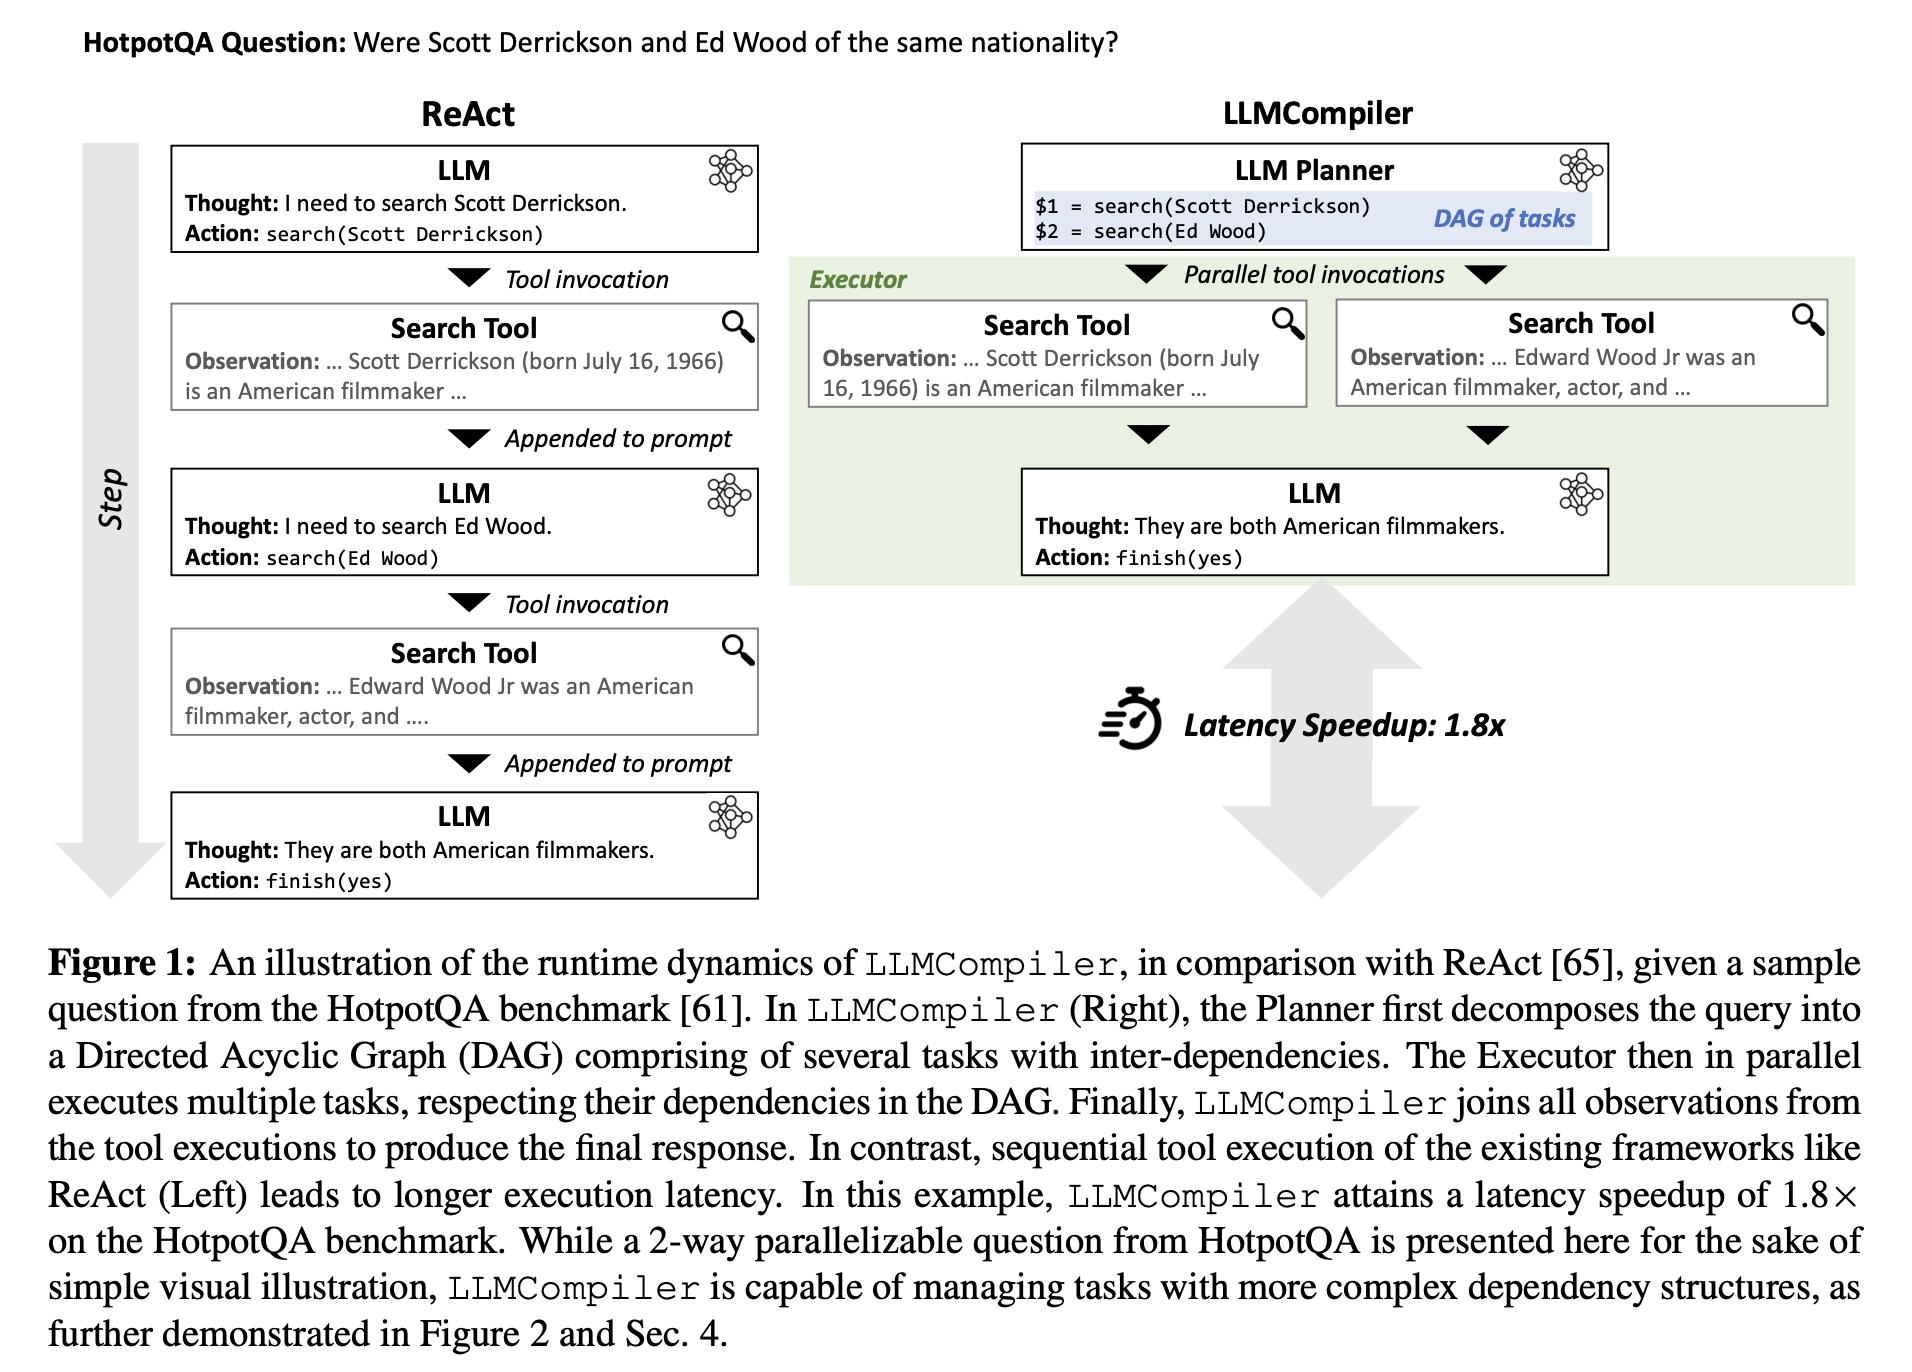 HotpotQA Question: Were Scott Derrickson and Ed Wood of the same nationality?
ReAct
Step
LLM
Thought: I need to search Scott Derrickson.
Action: search(Scott Derrickson)
Tool invocation
Search Tool
Observation: ... Scott Derrickson (born July 16, 1966)
is an American filmmaker ...
Appended to prompt
LLM
Thought: I need to search Ed Wood.
Action: search(Ed Wood)
Tool invocation
Search Tool
Observation: ... Edward Wood Jr was an American
filmmaker, actor, and ....
Appended to prompt
LLM
Thought: They are both American filmmakers.
Action: finish(yes)
LLMCompiler
LLM Planner
$1 = search(Scott Derrickson)
$2 = search(Ed Wood)
DAG of tasks
Executor
Parallel tool invocations
Search Tool
Observation: ... Scott Derrickson (born July
16, 1966) is an American filmmaker ...
Search Tool
Observation: ... Edward Wood Jr was an
American filmmaker, actor, and ...
LLM
Thought: They are both American filmmakers.
Action: finish(yes)
Latency Speedup: 1.8x
Figure 1: An illustration of the runtime dynamics of LLMCompiler, in comparison with ReAct [65], given a sample
question from the HotpotQA benchmark [61]. In LLMCompiler (Right), the Planner first decomposes the query into
a Directed Acyclic Graph (DAG) comprising of several tasks with inter-dependencies. The Executor then in parallel
executes multiple tasks, respecting their dependencies in the DAG. Finally, LLMCompiler joins all observations from
the tool executions to produce the final response. In contrast, sequential tool execution of the existing frameworks like
ReAct (Left) leads to longer execution latency. In this example, LLMCompiler attains a latency speedup of 1.8×
on the HotpotQA benchmark. While a 2-way parallelizable question from HotpotQA is presented here for the sake of
simple visual illustration, LLMCompiler is capable of managing tasks with more complex dependency structures, as
further demonstrated in Figure 2 and Sec. 4.